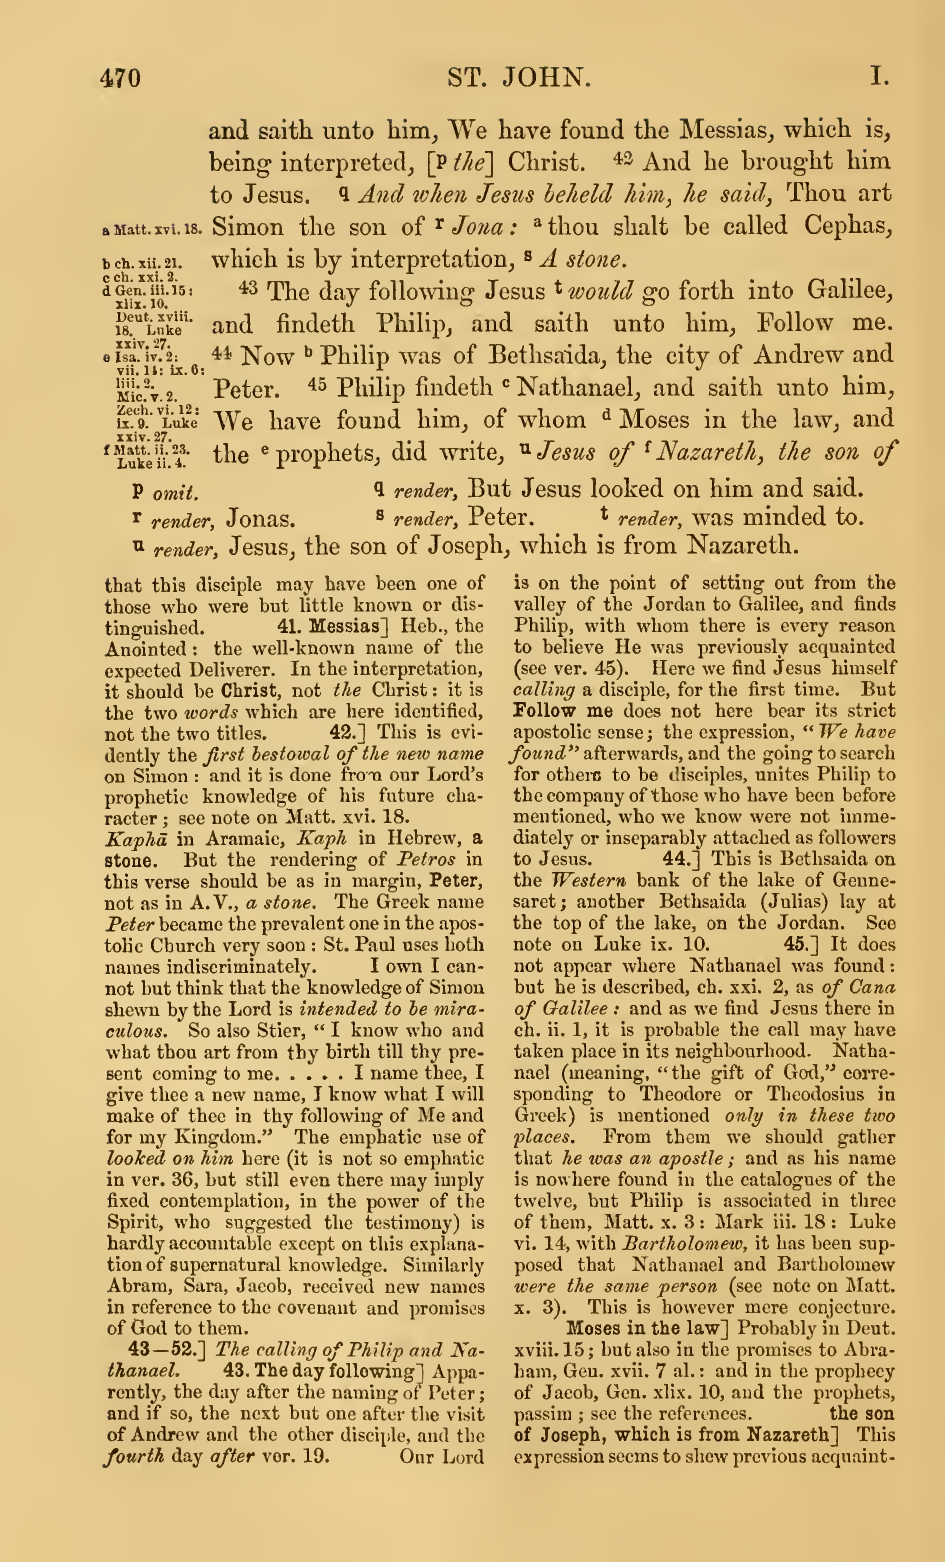 470 ST. JOHN. I.
and saith unto him, We have found the Messias, which is,
being interpreted, [p the] Christ. 42 And he brought him
to Jesus. q And when Jesus beheld him, he said, Thou art
Simon the son of r Jona: a thou shalt be called Cephas,
which is by interpretation, s A stone.
43 The day following Jesus t would go forth into Galilee,
and findeth Philip, and saith unto him, Follow me.
44 Now b Philip was of Bethsaida, the city of Andrew and
Peter. 45 Philip findeth c Nathanael, and saith unto him,
We have found him, of whom d Moses in the law, and
the e prophets, did write, u Jesus of f Nazareth, the son of
a Matt. xvi. 18.
b ch. xii. 21.
c ch. xxi. 2.
d Gen. iii. 15:
xlix. 10.
Deut. xviii.
18. Luke
xxiv. 27.
e Isa. iv. 2:
vii. 14: ix. 6:
liii. 2.
Mic. v. 2.
Zech. vi. 12:
ix. 9. Luke
xxiv. 27.
f Matt. ii. 23.
Luke ii. 4.
p omit. q render, But Jesus looked on him and said.
r render, Jonas. s render, Peter. t render, was minded to.
u render, Jesus, the son of Joseph, which is from Nazareth.
that this disciple may have been one of
those who were but little known or dis-
tinguished. 41. Messias] Heb., the
Anointed: the well-known name of the
expected Deliverer. In the interpretation,
it should be Christ, not the Christ: it is
the two words which are here identified,
not the two titles. 42.] This is evi-
dently the first bestowal of the new name
on Simon: and it is done from our Lord's
prophetic knowledge of his future cha-
racter; see note on Matt. xvi. 18.
Kaphā in Aramaic, Kaph in Hebrew, a
stone. But the rendering of Petros in
this verse should be as in margin, Peter,
not as in A.V., a stone. The Greek name
Peter became the prevalent one in the apos-
tolic Church very soon: St. Paul uses both
names indiscriminately. I own I can-
not but think that the knowledge of Simon
shewn by the Lord is intended to be mira-
culous. So also Stier, "I know who and
what thou art from thy birth till thy pre-
sent coming to me. . . . . I name thee, I
give thee a new name, I know what I will
make of thee in thy following of Me and
for my Kingdom." The emphatic use of
looked on him here (it is not so emphatic
in ver. 36, but still even there may imply
fixed contemplation, in the power of the
Spirit, who suggested the testimony) is
hardly accountable except on this explana-
tion of supernatural knowledge. Similarly
Abram, Sara, Jacob, received new names
in reference to the covenant and promises
of God to them.
43—52.] The calling of Philip and Na-
thanael. 43. The day following] Appa-
rently, the day after the naming of Peter;
and if so, the next but one after the visit
of Andrew and the other disciple, and the
fourth day after ver. 19. Our Lord
is on the point of setting out from the
valley of the Jordan to Galilee, and finds
Philip, with whom there is every reason
to believe He was previously acquainted
(see ver. 45). Here we find Jesus himself
calling a disciple, for the first time. But
Follow me does not here bear its strict
apostolic sense; the expression, "We have
found" afterwards, and the going to search
for others to be disciples, unites Philip to
the company of those who have been before
mentioned, who we know were not imme-
diately or inseparably attached as followers
to Jesus. 44.] This is Bethsaida on
the Western bank of the lake of Genne-
saret; another Bethsaida (Julias) lay at
the top of the lake, on the Jordan. See
note on Luke ix. 10. 45.] It does
not appear where Nathanael was found:
but he is described, ch. xxi. 2, as of Cana
of Galilee: and as we find Jesus there in
ch. ii. 1, it is probable the call may have
taken place in its neighbourhood. Natha-
nael (meaning, "the gift of God," corre-
sponding to Theodore or Theodosius in
Greek) is mentioned only in these two
places. From them we should gather
that he was an apostle; and as his name
is nowhere found in the catalogues of the
twelve, but Philip is associated in three
of them, Matt. x. 3: Mark iii. 18: Luke
vi. 14, with Bartholomew, it has been sup-
posed that Nathanael and Bartholomew
were the same person (see note on Matt.
x. 3). This is however mere conjecture.
Moses in the law] Probably in Deut.
xviii. 15; but also in the promises to Abra-
ham, Gen. xvii. 7 al.: and in the prophecy
of Jacob, Gen. xlix. 10, and the prophets,
passim; see the references. the son
of Joseph, which is from Nazareth] This
expression seems to shew previous acquaint-